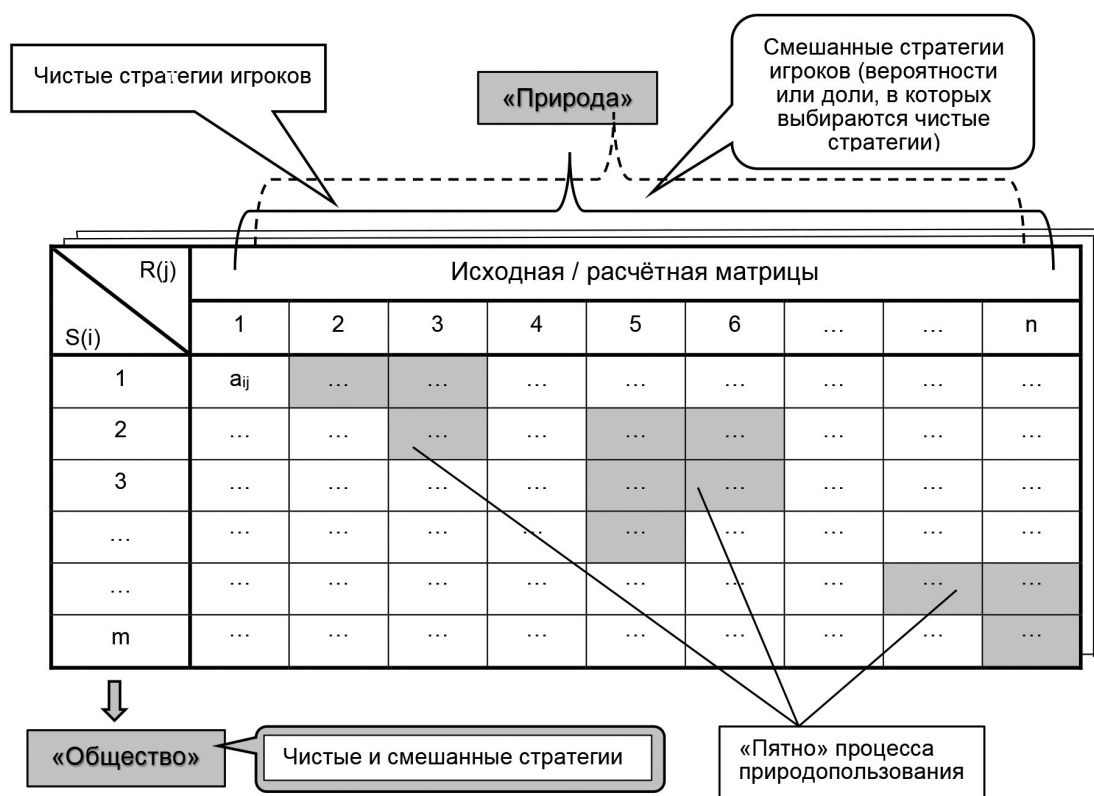 Чистые стратегии игроков
«Природа»
Смешанные стратегии
игроков (вероятности
или доли, в которых
выбираются чистые
стратегии)
R(j)
S(i)
Исходная / расчётная матрицы
1 2 3 4 5 6 … … n
1 aij … … … … … … … …
2 … … … … … … … … …
3 … … … … … … … … …
… … … … … … … … … …
… … … … … … … … … …
m … … … … … … … … …
«Общество»
Чистые и смешанные стратегии
«Пятно» процесса
природопользования